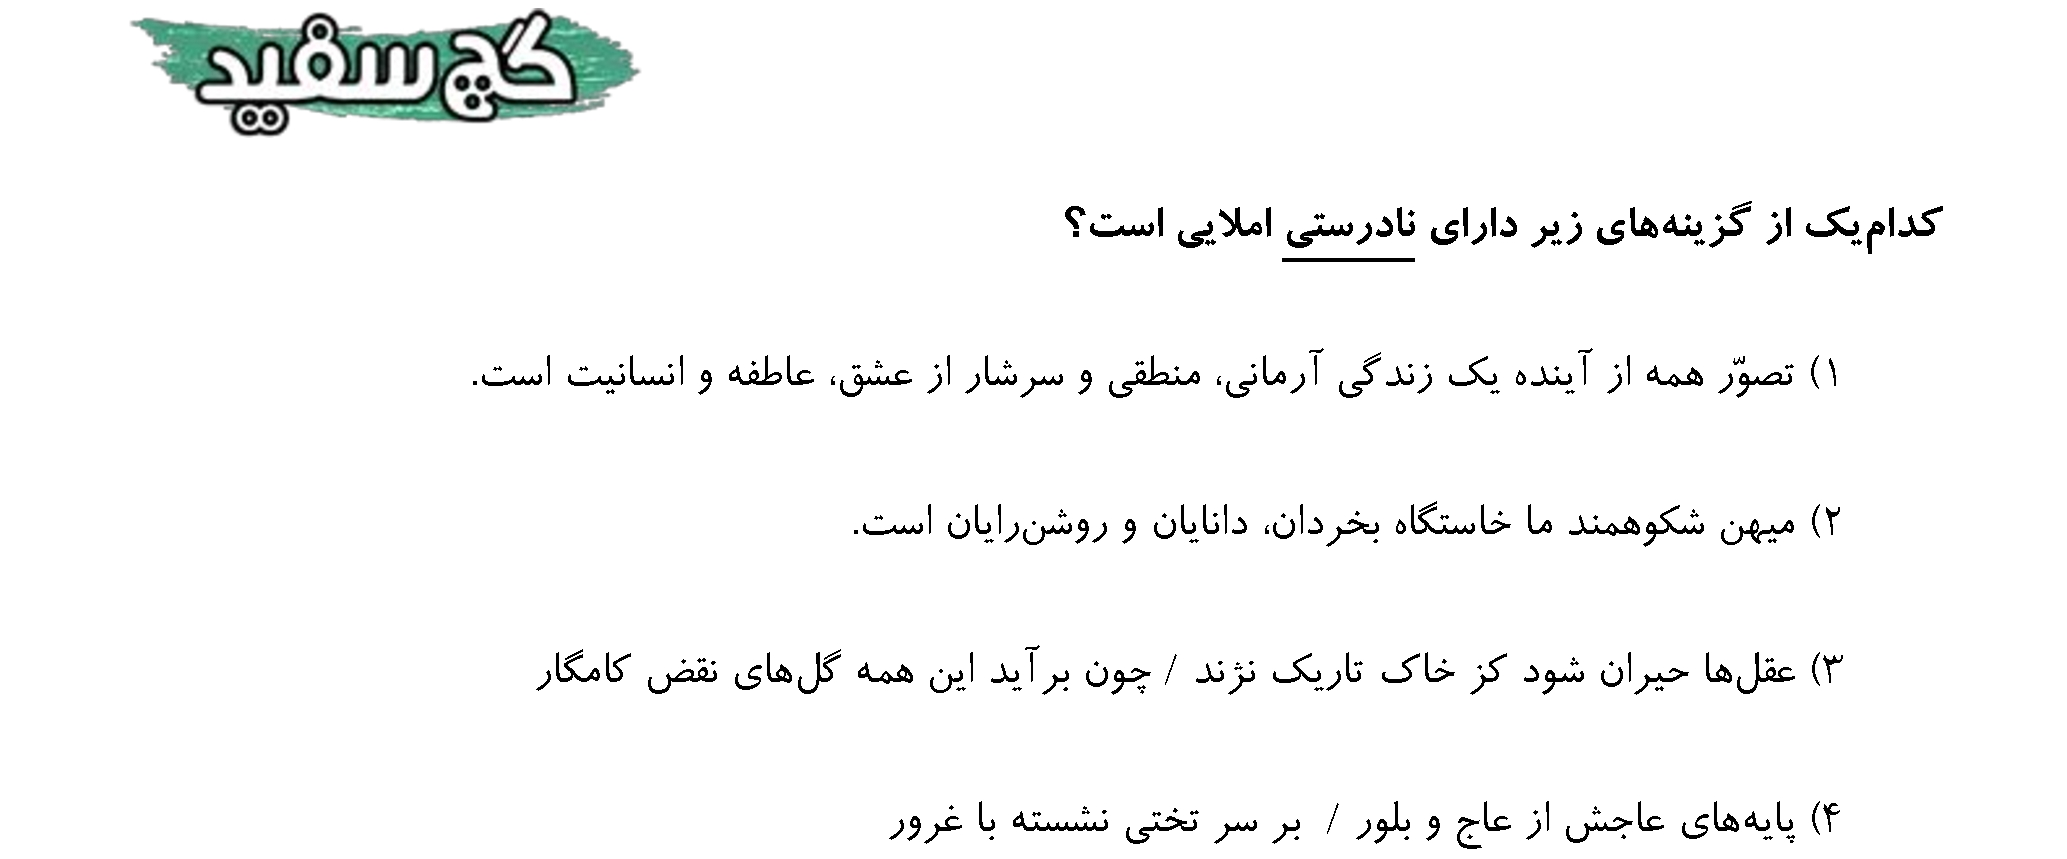 گچ سفید
کدام‌یک از گزینه‌های زیر دارای نادرستی املایی است؟
۱) تصوّر همه از آینده یک زندگی آرمانی، منطقی و سرشار از عشق، عاطفه و انسانیت است.
۲) میهن شکوهمند ما خاستگاه بخردان، دانایان و روشن‌رایان است.
۳) عقل‌ها حیران شود کز خاک تاریک نژند / چون برآید این همه گل‌های نقض کامگار
۴) پایه‌های عاجش از عاج و بلور / بر سر تختی نشسته با غرور